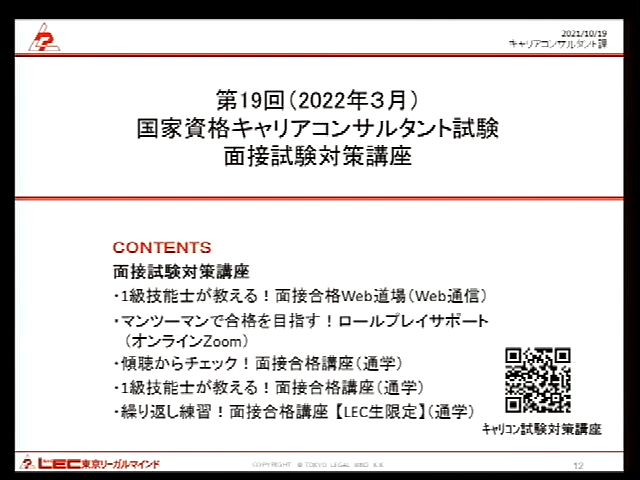 2021/10/19
キャリアコンサルタント課
第19回（2022年３月）
国家資格キャリアコンサルタント試験
面接試験対策講座
CONTENTS
面接試験対策講座
・1級技能士が教える！面接合格Web道場（Web通信）
・マンツーマンで合格を目指す！ロールプレイサポート
（オンラインZoom）
・傾聴からチェック！面接合格講座（通学）
・1級技能士が教える！面接合格講座（通学）
・繰り返し練習！面接合格講座【LEC生限定】（通学）
キャリコン試験対策講座
LEC東京リーガルマインド
COPYRIGHT © TOKYO LEGAL MIND K.K.
12